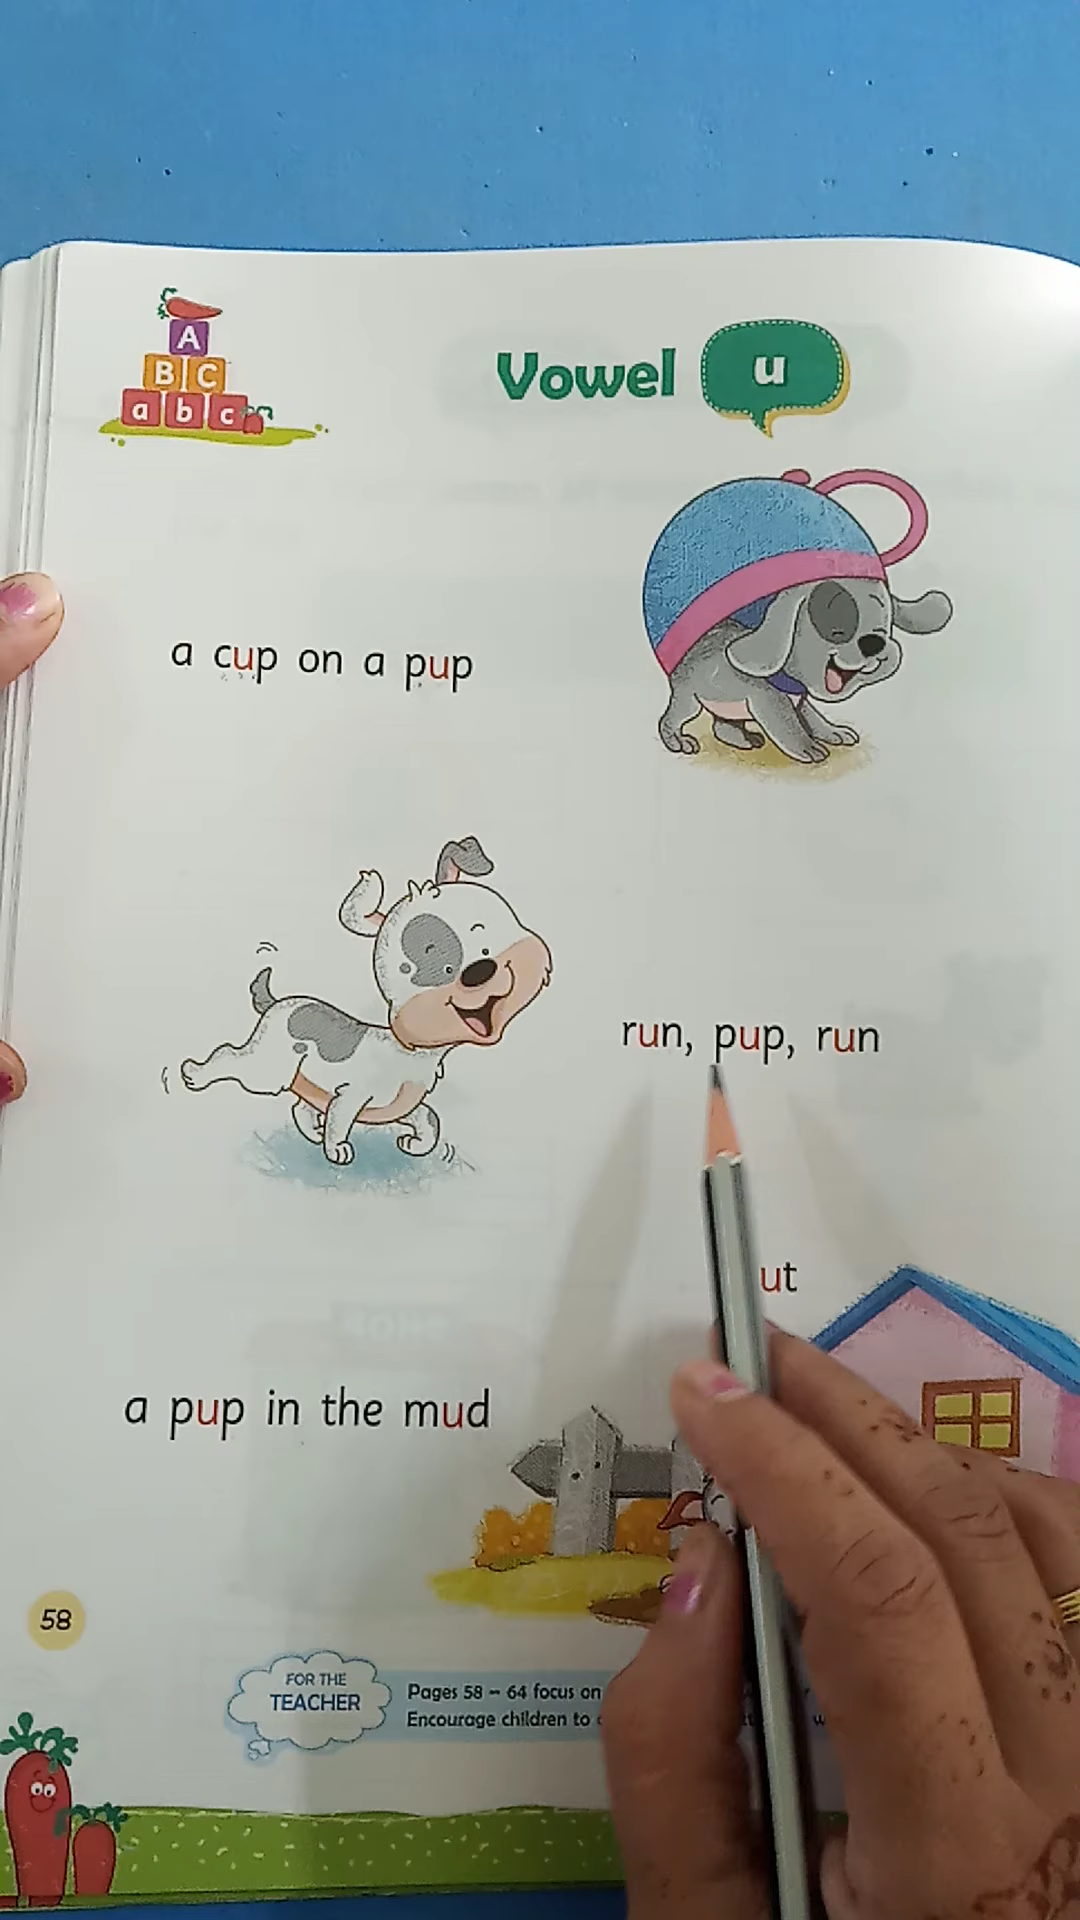 A
B C
a b c
Vowel u
a cup on a pup
run, pup, run
ut
a pup in the mud
58
FOR THE
TEACHER
Pages 58 – 64 focus on
Encourage children to